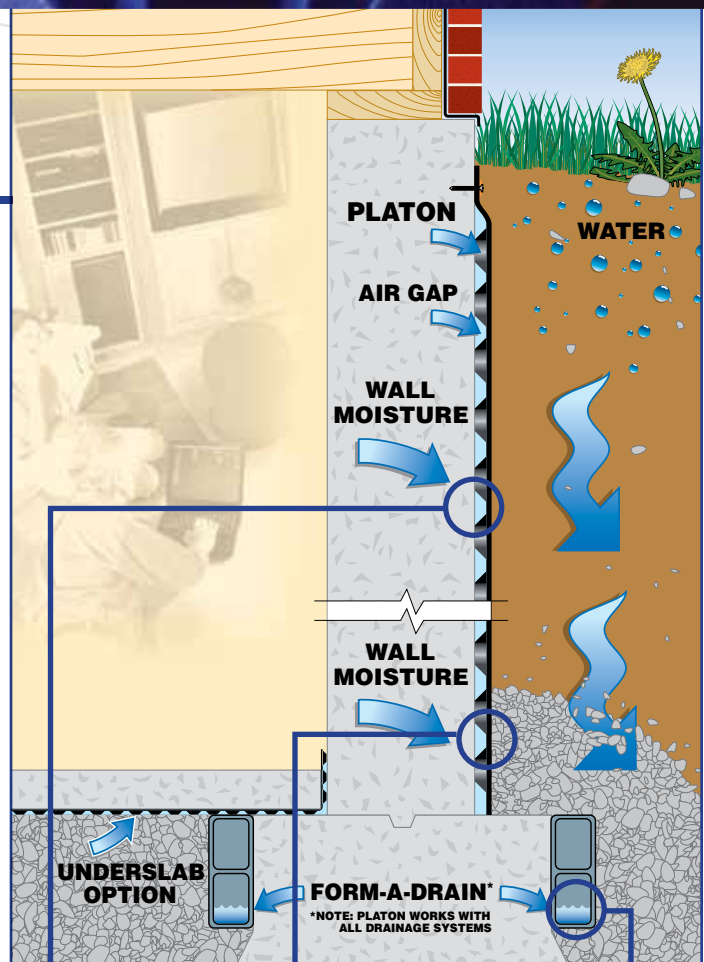 PLATON
WATER
AIR GAP
WALL
MOISTURE
WALL
MOISTURE
UNDERSLAB
OPTION
FORM-A-DRAIN*
*NOTE: PLATON WORKS WITH
ALL DRAINAGE SYSTEMS